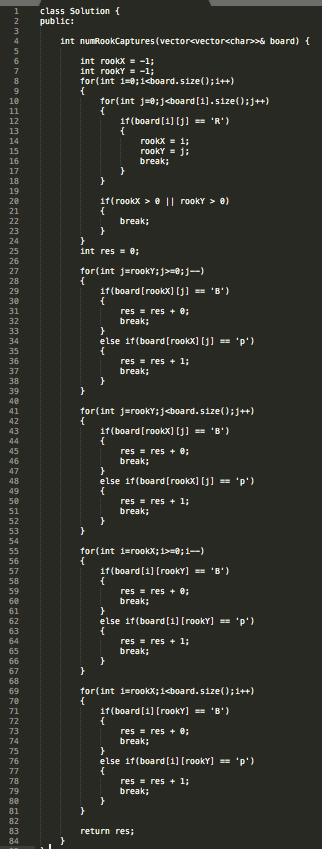 1 class Solution {
2 public:
3
4     int numRookCaptures(vector<vector<char>>& board) {
5
6         int rookX = -1;
7         int rookY = -1;
8         for(int i=0;i<board.size();i++)
9         {
10             for(int j=0;j<board[i].size();j++)
11             {
12                 if(board[i][j] == 'R')
13                 {
14                     rookX = i;
15                     rookY = j;
16                     break;
17                 }
18             }
19
20             if(rookX > 0 || rookY > 0)
21             {
22                 break;
23             }
24         }
25         int res = 0;
26
27         for(int j=rookY;j>=0;j--)
28         {
29             if(board[rookX][j] == 'B')
30             {
31                 res = res + 0;
32                 break;
33             }
34             else if(board[rookX][j] == 'p')
35             {
36                 res = res + 1;
37                 break;
38             }
39         }
40
41         for(int j=rookY;j<board.size();j++)
42         {
43             if(board[rookX][j] == 'B')
44             {
45                 res = res + 0;
46                 break;
47             }
48             else if(board[rookX][j] == 'p')
49             {
50                 res = res + 1;
51                 break;
52             }
53         }
54
55         for(int i=rookX;i>=0;i--)
56         {
57             if(board[i][rookY] == 'B')
58             {
59                 res = res + 0;
60                 break;
61             }
62             else if(board[i][rookY] == 'p')
63             {
64                 res = res + 1;
65                 break;
66             }
67         }
68
69         for(int i=rookX;i<board.size();i++)
70         {
71             if(board[i][rookY] == 'B')
72             {
73                 res = res + 0;
74                 break;
75             }
76             else if(board[i][rookY] == 'p')
77             {
78                 res = res + 1;
79                 break;
80             }
81         }
82
83         return res;
84     }